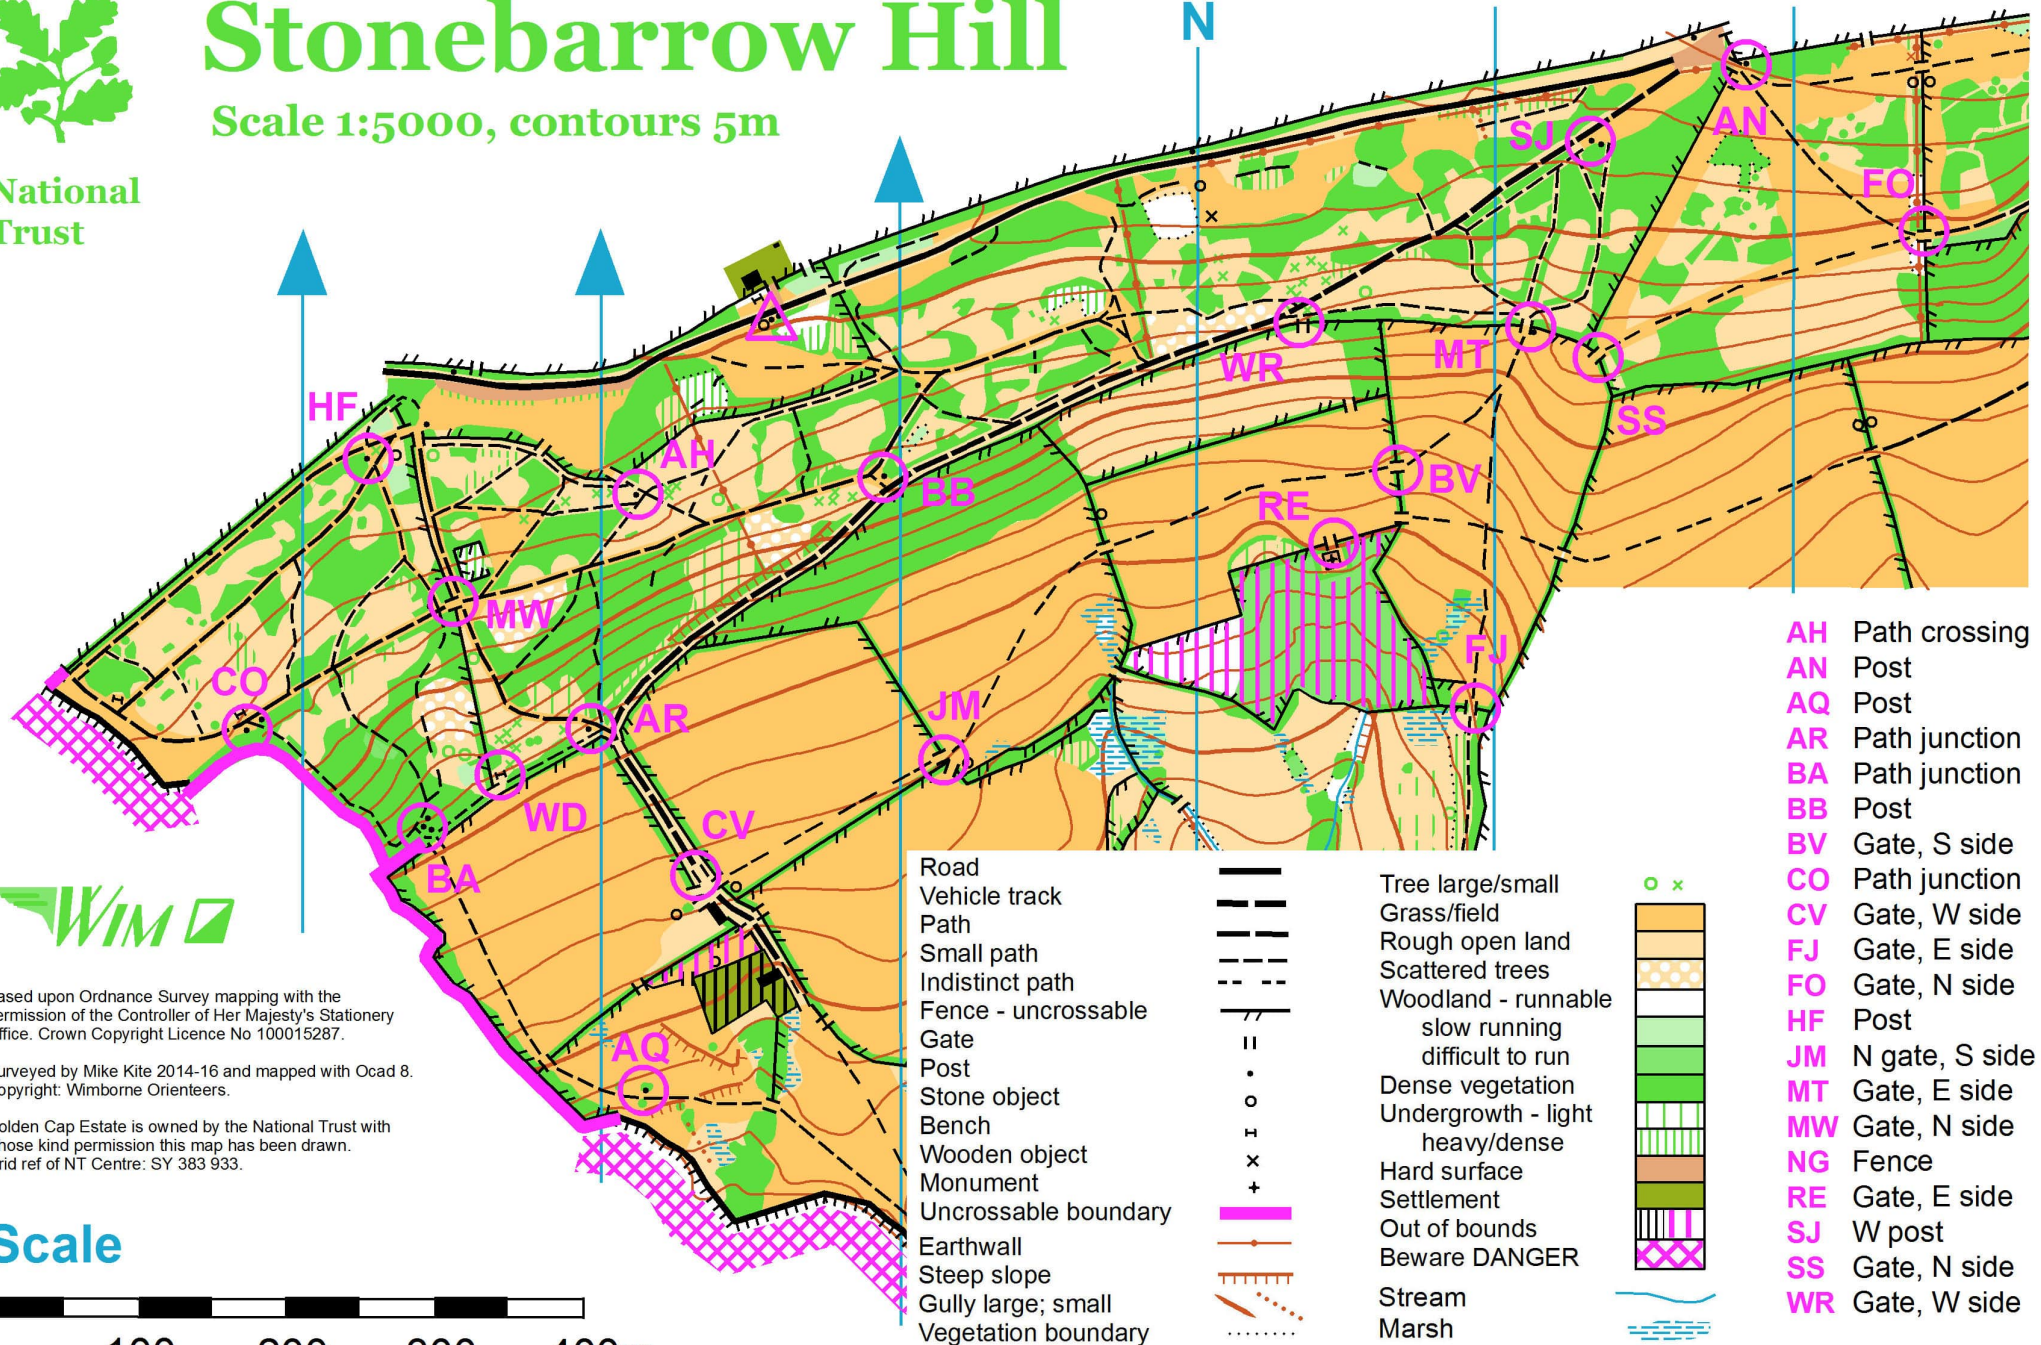 Stonebarrow Hill
Scale 1:5000, contours 5m
National
Trust
N
AN
SJ
FO
HF
WR
MT
SS
AH
BB
BV
RE
MW
FJ
CO
AR
JM
WD
CV
BA
AQ
WIM
ased upon Ordnance Survey mapping with the
ermission of the Controller of Her Majesty's Stationery
ffice. Crown Copyright Licence No 100015287.
urveyed by Mike Kite 2014-16 and mapped with Ocad 8.
opyright: Wimborne Orienteers.
olden Cap Estate is owned by the National Trust with
hose kind permission this map has been drawn.
rid ref of NT Centre: SY 383 933.
Scale
100 200 300 400m
Road
Vehicle track
Path
Small path
Indistinct path
Fence - uncrossable
Gate
Post
Stone object
Bench
Wooden object
Monument
Uncrossable boundary
Earthwall
Steep slope
Gully large; small
Vegetation boundary
Tree large/small
Grass/field
Rough open land
Scattered trees
Woodland - runnable
slow running
difficult to run
Dense vegetation
Undergrowth - light
heavy/dense
Hard surface
Settlement
Out of bounds
Beware DANGER
Stream
Marsh
AH Path crossing
AN Post
AQ Post
AR Path junction
BA Path junction
BB Post
BV Gate, S side
CO Path junction
CV Gate, W side
FJ Gate, E side
FO Gate, N side
HF Post
JM N gate, S side
MT Gate, E side
MW Gate, N side
NG Fence
RE Gate, E side
SJ W post
SS Gate, N side
WR Gate, W side